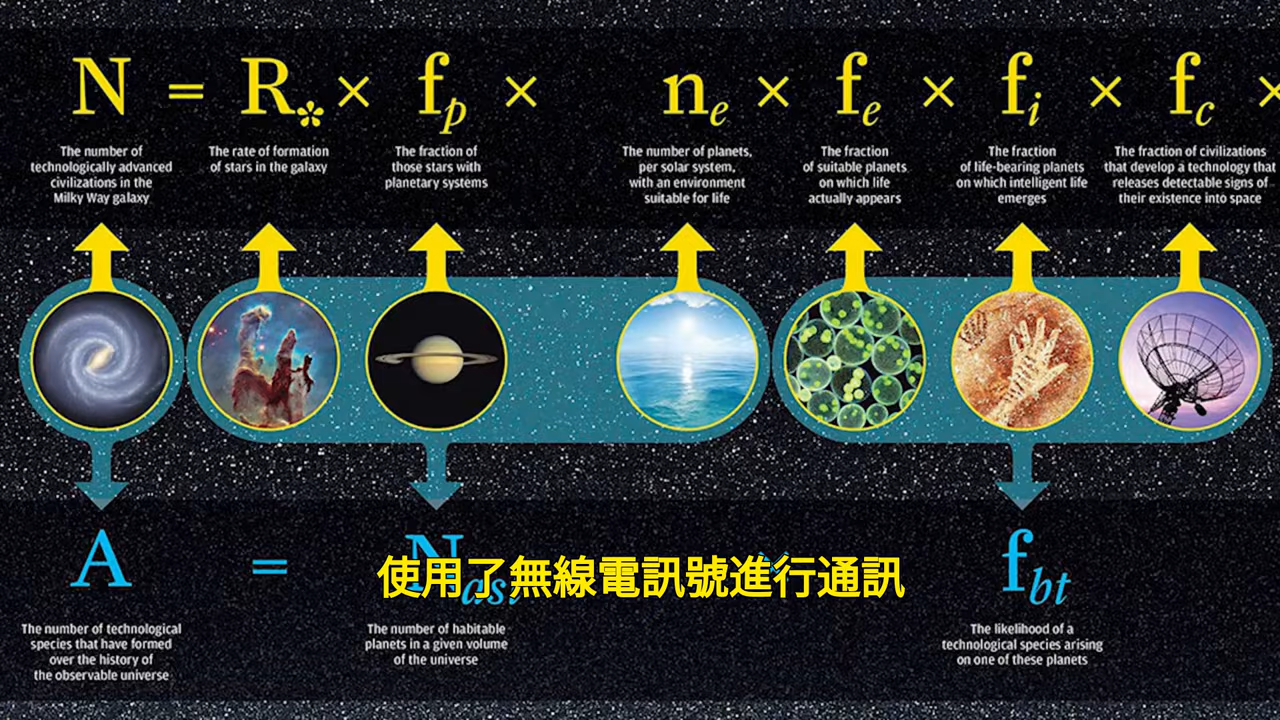 N = R* × fp × ne × fe × fi × fc ×
The number of
technologically advanced
civilizations in the
Milky Way galaxy
The rate of formation
of stars in the galaxy
The fraction of
those stars with
planetary systems
The number of planets,
per solar system,
with an environment
suitable for life
The fraction
of suitable planets
on which life
actually appears
The fraction
of life-bearing planets
on which intelligent life
emerges
The fraction of civilizations
that develop a technology that
releases detectable signs of
their existence into space
A = Nast × fbt
使用了無線電訊號進行通訊
The number of technological
species that have formed
over the history of
the observable universe
The number of habitable
planets in a given volume
of the universe
The likelihood of a
technological species arising
on one of these planets